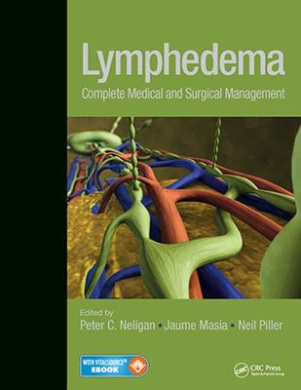 Lymphedema
Complete Medical and Surgical Management
Edited by
Peter C. Neligan • Jaume Masia • Neil Piller
WITH VITALSOURCE®
EBOOK
CRC Press
Taylor & Francis Group